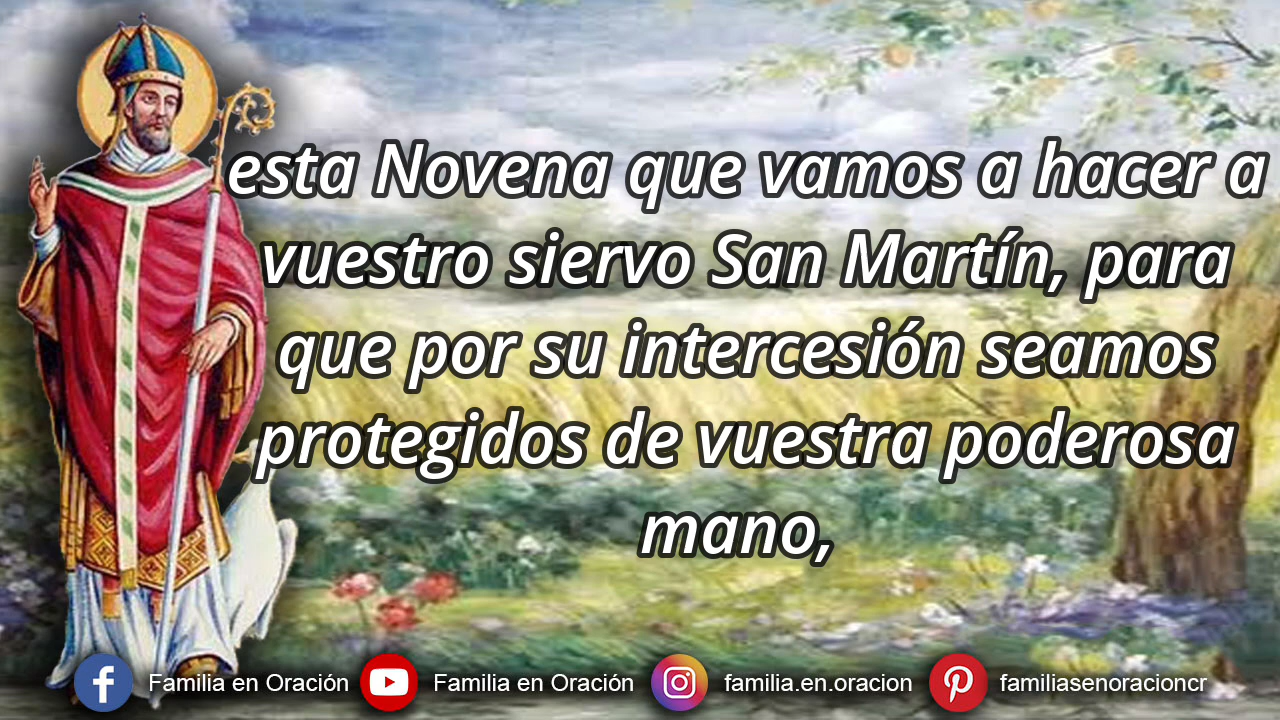 esta Novena que vamos a hacer a
vuestro siervo San Martín, para
que por su intercesión seamos
protegidos de vuestra poderosa
mano,
Familia en Oración
Familia en Oración
familia.en.oracion
familiasenoracioncr